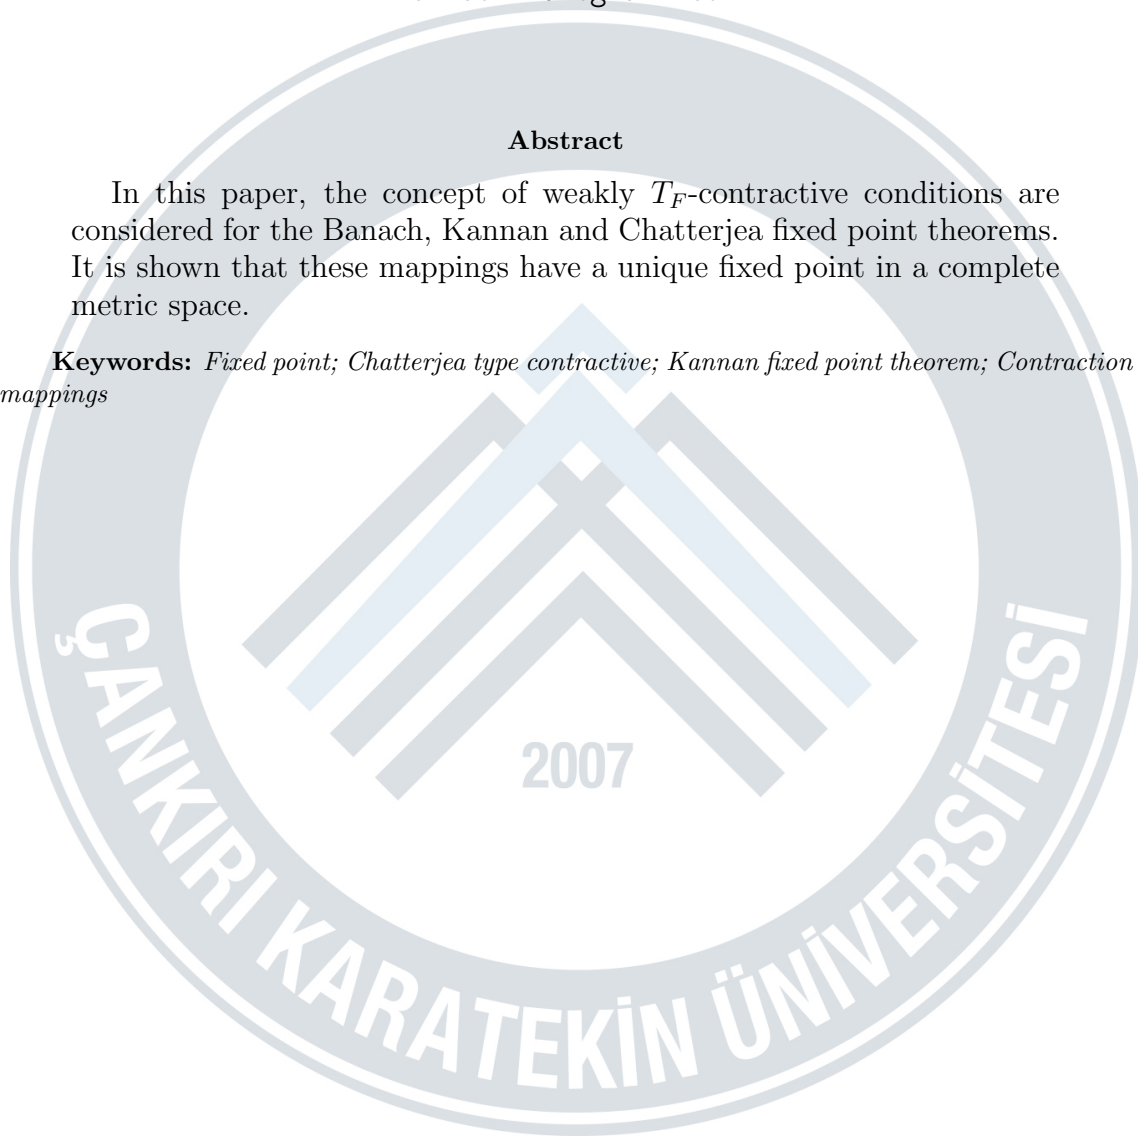 Abstract
In this paper, the concept of weakly T_F-contractive conditions are
considered for the Banach, Kannan and Chatterjea fixed point theorems.
It is shown that these mappings have a unique fixed point in a complete
metric space.
Keywords: Fixed point; Chatterjea type contractive; Kannan fixed point theorem; Contraction
mappings
2007
ÇANKIRI KARATEKİN ÜNİVERSİTESİ